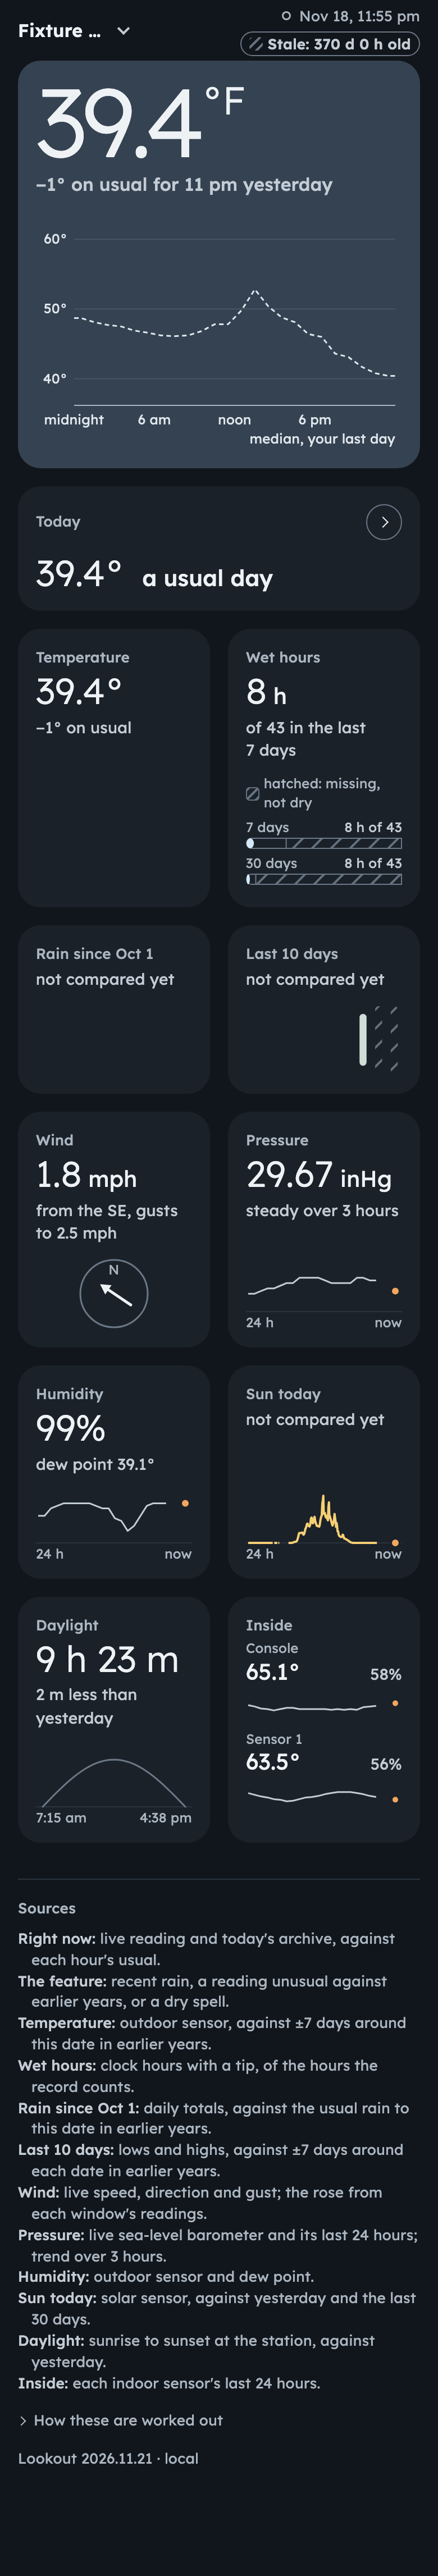 Fixture ...
Nov 18, 11:55 pm
Stale: 370 d 0 h old
39.4°F
−1° on usual for 11 pm yesterday
60°
50°
40°
midnight 6 am noon 6 pm
median, your last day
Today
39.4° a usual day
Temperature
39.4°
−1° on usual
Wet hours
8 h
of 43 in the last
7 days
hatched: missing,
not dry
7 days 8 h of 43
30 days 8 h of 43
Rain since Oct 1
not compared yet
Last 10 days
not compared yet
Wind
1.8 mph
from the SE, gusts
to 2.5 mph
N
Pressure
29.67 inHg
steady over 3 hours
24 h now
Humidity
99%
dew point 39.1°
24 h now
Sun today
not compared yet
24 h now
Daylight
9 h 23 m
2 m less than
yesterday
7:15 am 4:38 pm
Inside
Console
65.1° 58%
Sensor 1
63.5° 56%
Sources
Right now: live reading and today's archive, against
each hour's usual.
The feature: recent rain, a reading unusual against
earlier years, or a dry spell.
Temperature: outdoor sensor, against ±7 days around
this date in earlier years.
Wet hours: clock hours with a tip, of the hours the
record counts.
Rain since Oct 1: daily totals, against the usual rain to
this date in earlier years.
Last 10 days: lows and highs, against ±7 days around
each date in earlier years.
Wind: live speed, direction and gust; the rose from
each window's readings.
Pressure: live sea-level barometer and its last 24 hours;
trend over 3 hours.
Humidity: outdoor sensor and dew point.
Sun today: solar sensor, against yesterday and the last
30 days.
Daylight: sunrise to sunset at the station, against
yesterday.
Inside: each indoor sensor's last 24 hours.
How these are worked out
Lookout 2026.11.21 · local